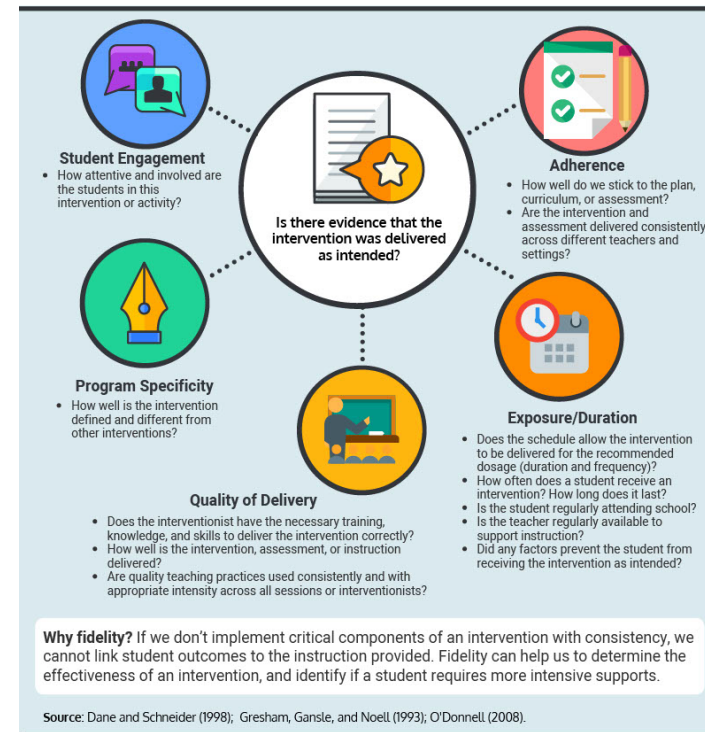 Is there evidence that the
intervention was delivered
as intended?
Student Engagement
• How attentive and involved are
the students in this
intervention or activity?
Adherence
• How well do we stick to the plan,
curriculum, or assessment?
• Are the intervention and
assessment delivered consistently
across different teachers and
settings?
Program Specificity
• How well is the intervention
defined and different from
other interventions?
Exposure/Duration
• Does the schedule allow the intervention
to be delivered for the recommended
dosage (duration and frequency)?
• How often does a student receive an
intervention? How long does it last?
• Is the student regularly attending school?
• Is the teacher regularly available to
support instruction?
• Did any factors prevent the student from
receiving the intervention as intended?
Quality of Delivery
• Does the interventionist have the necessary training,
knowledge, and skills to deliver the intervention correctly?
• How well is the intervention, assessment, or instruction
delivered?
• Are quality teaching practices used consistently and with
appropriate intensity across all sessions or interventionists?
Why fidelity? If we don't implement critical components of an intervention with consistency, we
cannot link student outcomes to the instruction provided. Fidelity can help us to determine the
effectiveness of an intervention, and identify if a student requires more intensive supports.
Source: Dane and Schneider (1998); Gresham, Gansle, and Noell (1993); O'Donnell (2008).